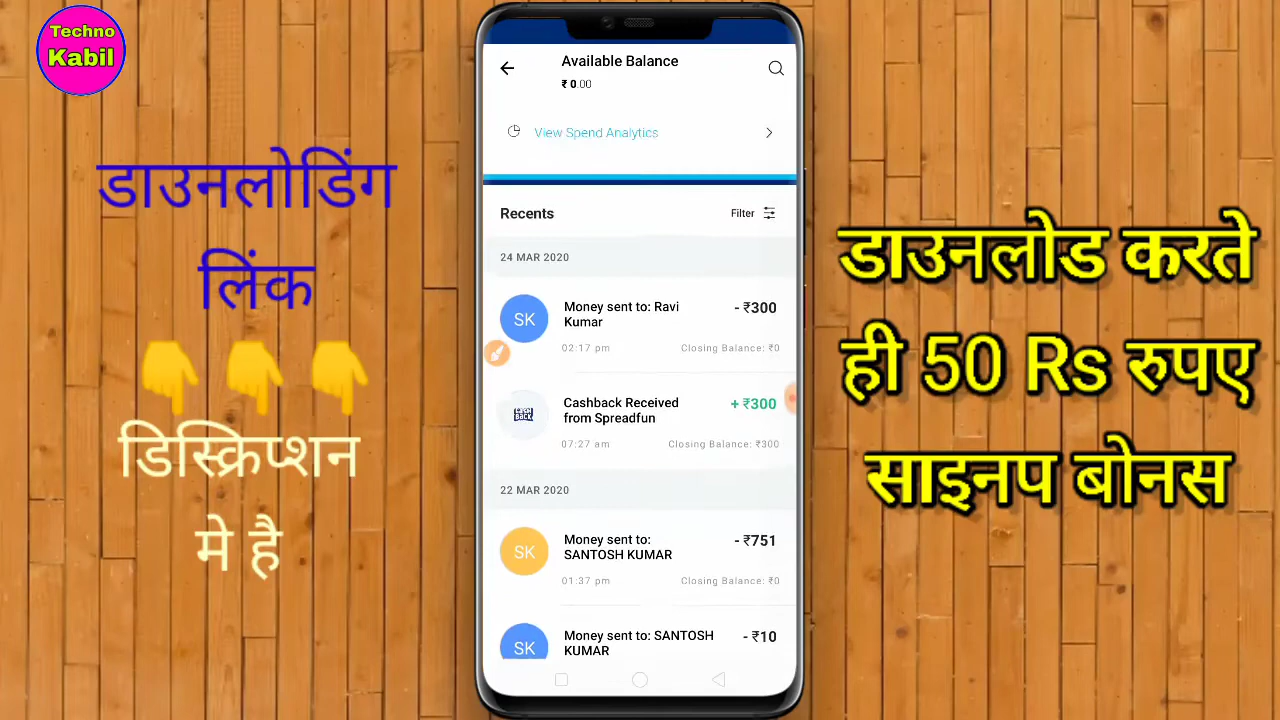 Techno
Kabil
डाउनलोडिंग
लिंक
👇👇👇
डिस्क्रिप्शन
मे है
Available Balance
₹ 0.00
View Spend Analytics
Recents
Filter
24 MAR 2020
SK
Money sent to: Ravi
Kumar
- ₹300
02:17 pm
Closing Balance: ₹0
CASH
BACK
Cashback Received
from Spreadfun
+ ₹300
07:27 am
Closing Balance: ₹300
22 MAR 2020
SK
Money sent to:
SANTOSH KUMAR
- ₹751
01:37 pm
Closing Balance: ₹0
SK
Money sent to: SANTOSH
KUMAR
- ₹10
डाउनलोड करते
ही 50 Rs रुपए
साइनप बोनस